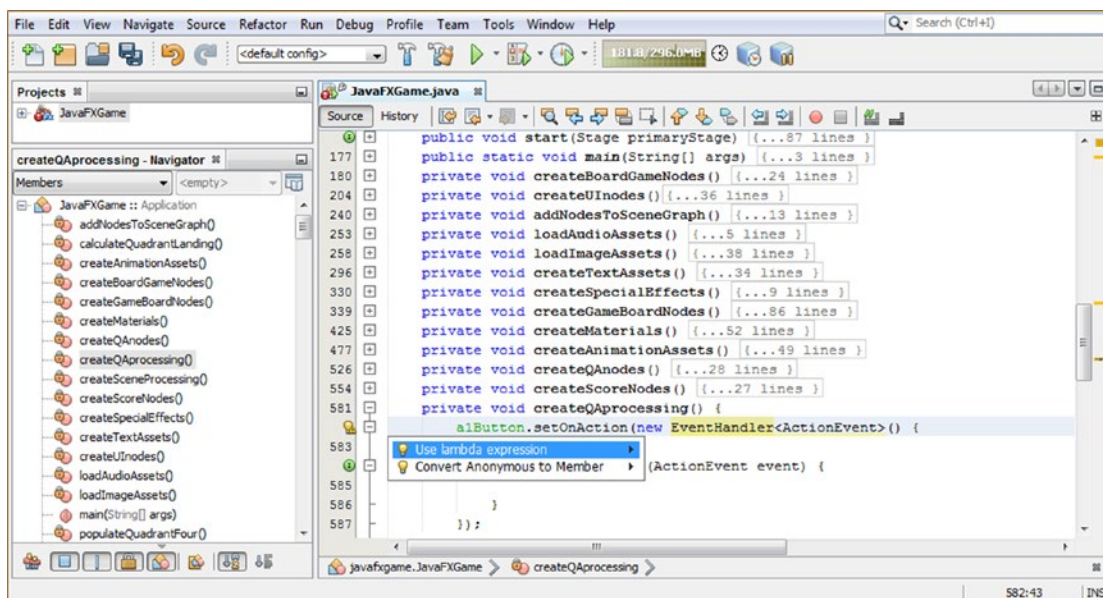 File Edit View Navigate Source Refactor Run Debug Profile Team Tools Window Help Search (Ctrl+I)
<default config> 181.8/296.0MB
Projects
JavaFXGame
createQAprocessing - Navigator
Members <empty>
JavaFXGame :: Application
addNodesToSceneGraph()
calculateQuadrantLanding()
createAnimationAssets()
createBoardGameNodes()
createGameBoardNodes()
createMaterials()
createQAnodes()
createQAprocessing()
createSceneProcessing()
createScoreNodes()
createSpecialEffects()
createTextAssets()
createUInodes()
loadAudioAssets()
loadImageAssets()
main(String[] args)
populateQuadrantFour()
JavaFXGame.java
Source History
public void start(Stage primaryStage) {...87 lines }
177 public static void main(String[] args) {...3 lines }
180 private void createBoardGameNodes() {...24 lines }
204 private void createUInodes() {...36 lines }
240 private void addNodesToSceneGraph() {...13 lines }
253 private void loadAudioAssets() {...5 lines }
258 private void loadImageAssets() {...38 lines }
296 private void createTextAssets() {...34 lines }
330 private void createSpecialEffects() {...9 lines }
339 private void createGameBoardNodes() {...86 lines }
425 private void createMaterials() {...52 lines }
477 private void createAnimationAssets() {...49 lines }
526 private void createQAnodes() {...28 lines }
554 private void createScoreNodes() {...27 lines }
581 private void createQAprocessing() {
a1Button.setOnAction(new EventHandler<ActionEvent>() {
583 Use lambda expression
Convert Anonymous to Member (ActionEvent event) {
585
586 }
587 });
javafxgame.JavaFXGame createQAprocessing
582:43 INS